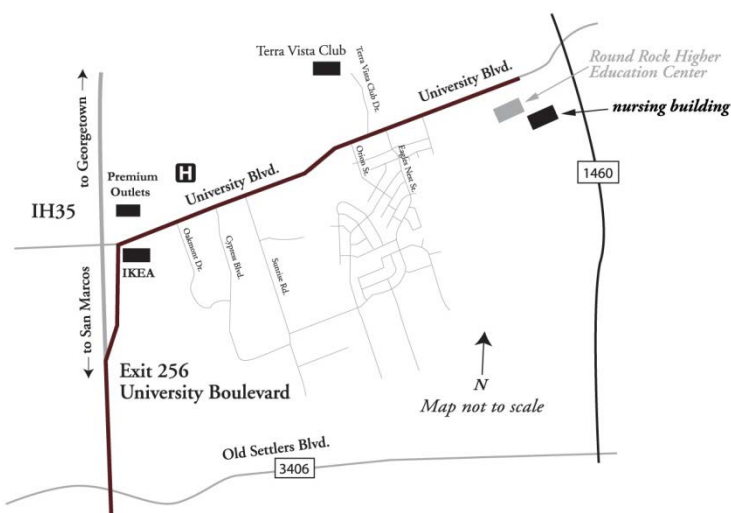 Terra Vista Club
Terra Vista Club Dr.
University Blvd.
Round Rock Higher
Education Center
nursing building
to Georgetown
Premium
Outlets
H
University Blvd.
Orion St.
Eagles Nest St.
1460
IH35
Oakmont Dr.
Cypress Blvd.
Sunrise Rd.
IKEA
to San Marcos
Exit 256
University Boulevard
N
Map not to scale
Old Settlers Blvd.
3406